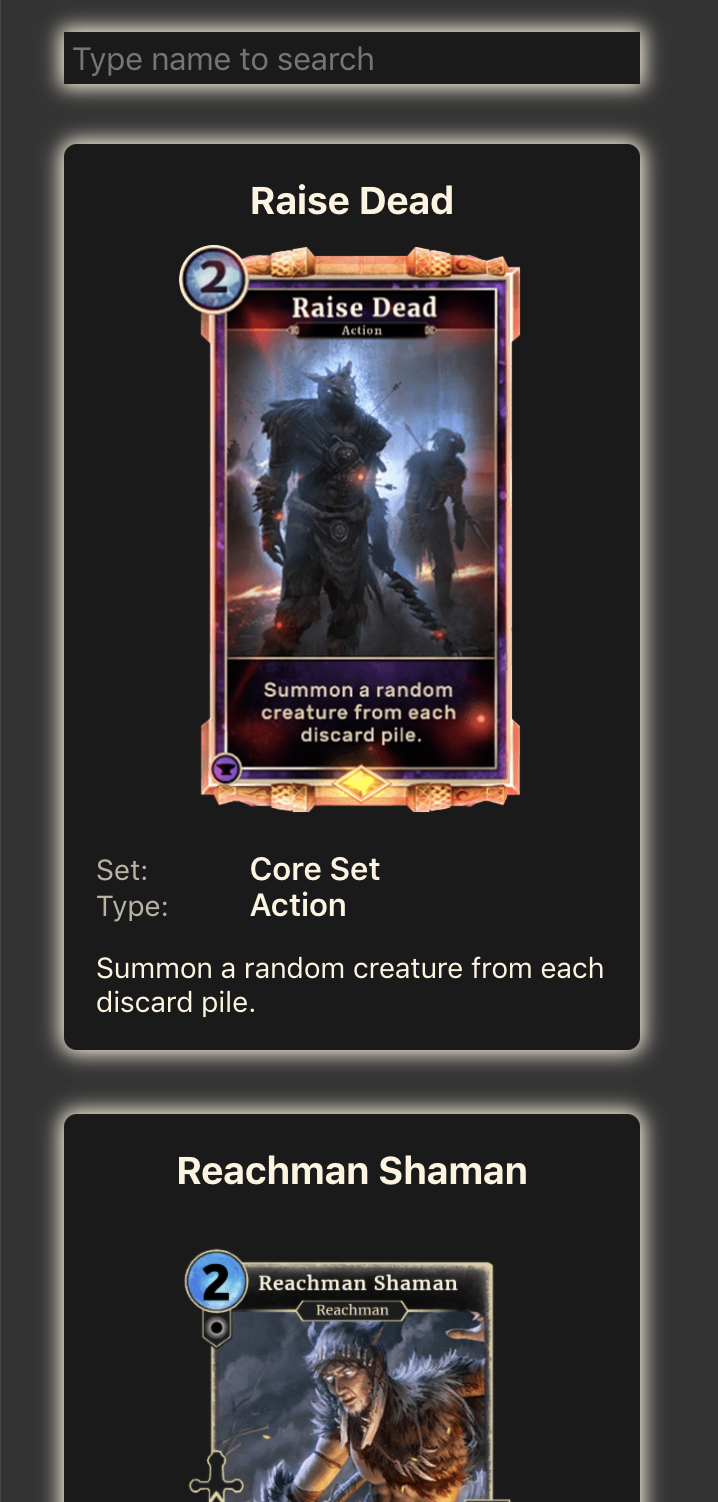 Type name to search
Raise Dead
2
Raise Dead
Action
Summon a random
creature from each
discard pile.
Set: Core Set
Type: Action
Summon a random creature from each
discard pile.
Reachman Shaman
2
Reachman Shaman
Reachman